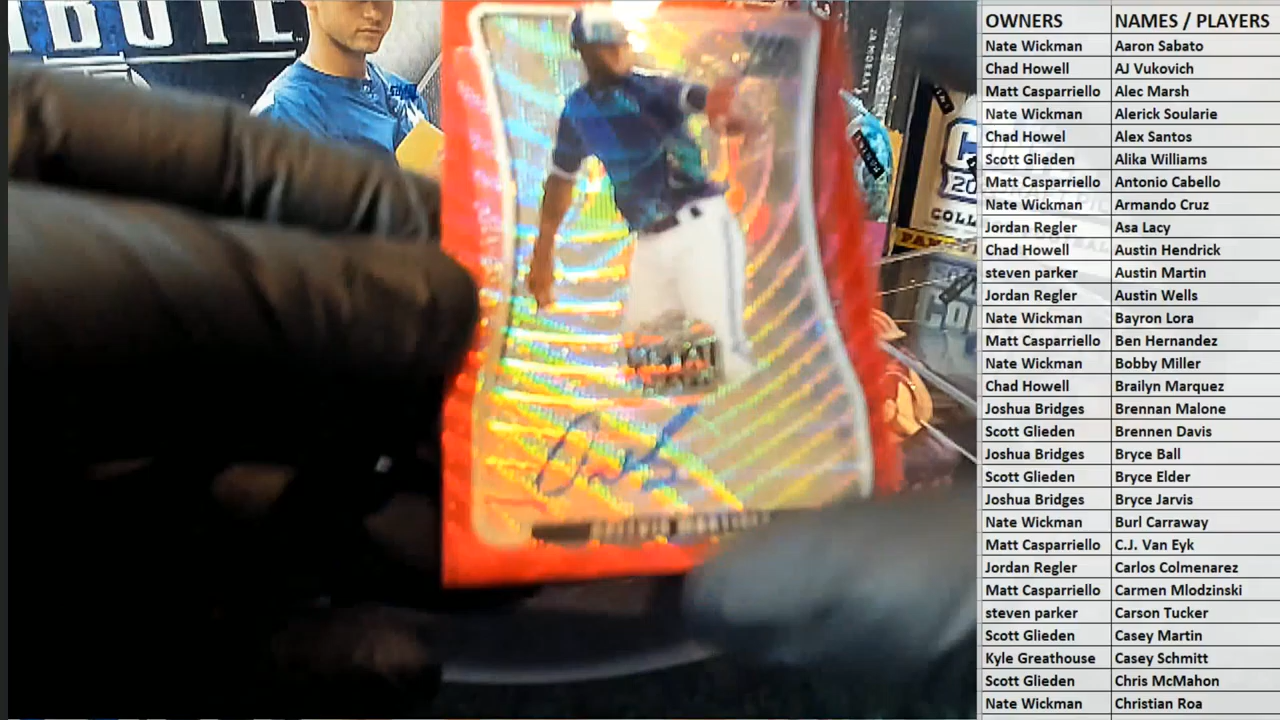 OWNERS NAMES / PLAYERS
Nate Wickman Aaron Sabato
Chad Howell AJ Vukovich
Matt Casparriello Alec Marsh
Nate Wickman Alerick Soularie
Chad Howel Alex Santos
Scott Glieden Alika Williams
Matt Casparriello Antonio Cabello
Nate Wickman Armando Cruz
Jordan Regler Asa Lacy
Chad Howell Austin Hendrick
steven parker Austin Martin
Jordan Regler Austin Wells
Nate Wickman Bayron Lora
Matt Casparriello Ben Hernandez
Nate Wickman Bobby Miller
Chad Howell Brailyn Marquez
Joshua Bridges Brennan Malone
Scott Glieden Brennen Davis
Joshua Bridges Bryce Ball
Scott Glieden Bryce Elder
Joshua Bridges Bryce Jarvis
Nate Wickman Burl Carraway
Matt Casparriello C.J. Van Eyk
Jordan Regler Carlos Colmenarez
Matt Casparriello Carmen Mlodzinski
steven parker Carson Tucker
Scott Glieden Casey Martin
Kyle Greathouse Casey Schmitt
Scott Glieden Chris McMahon
Nate Wickman Christian Roa